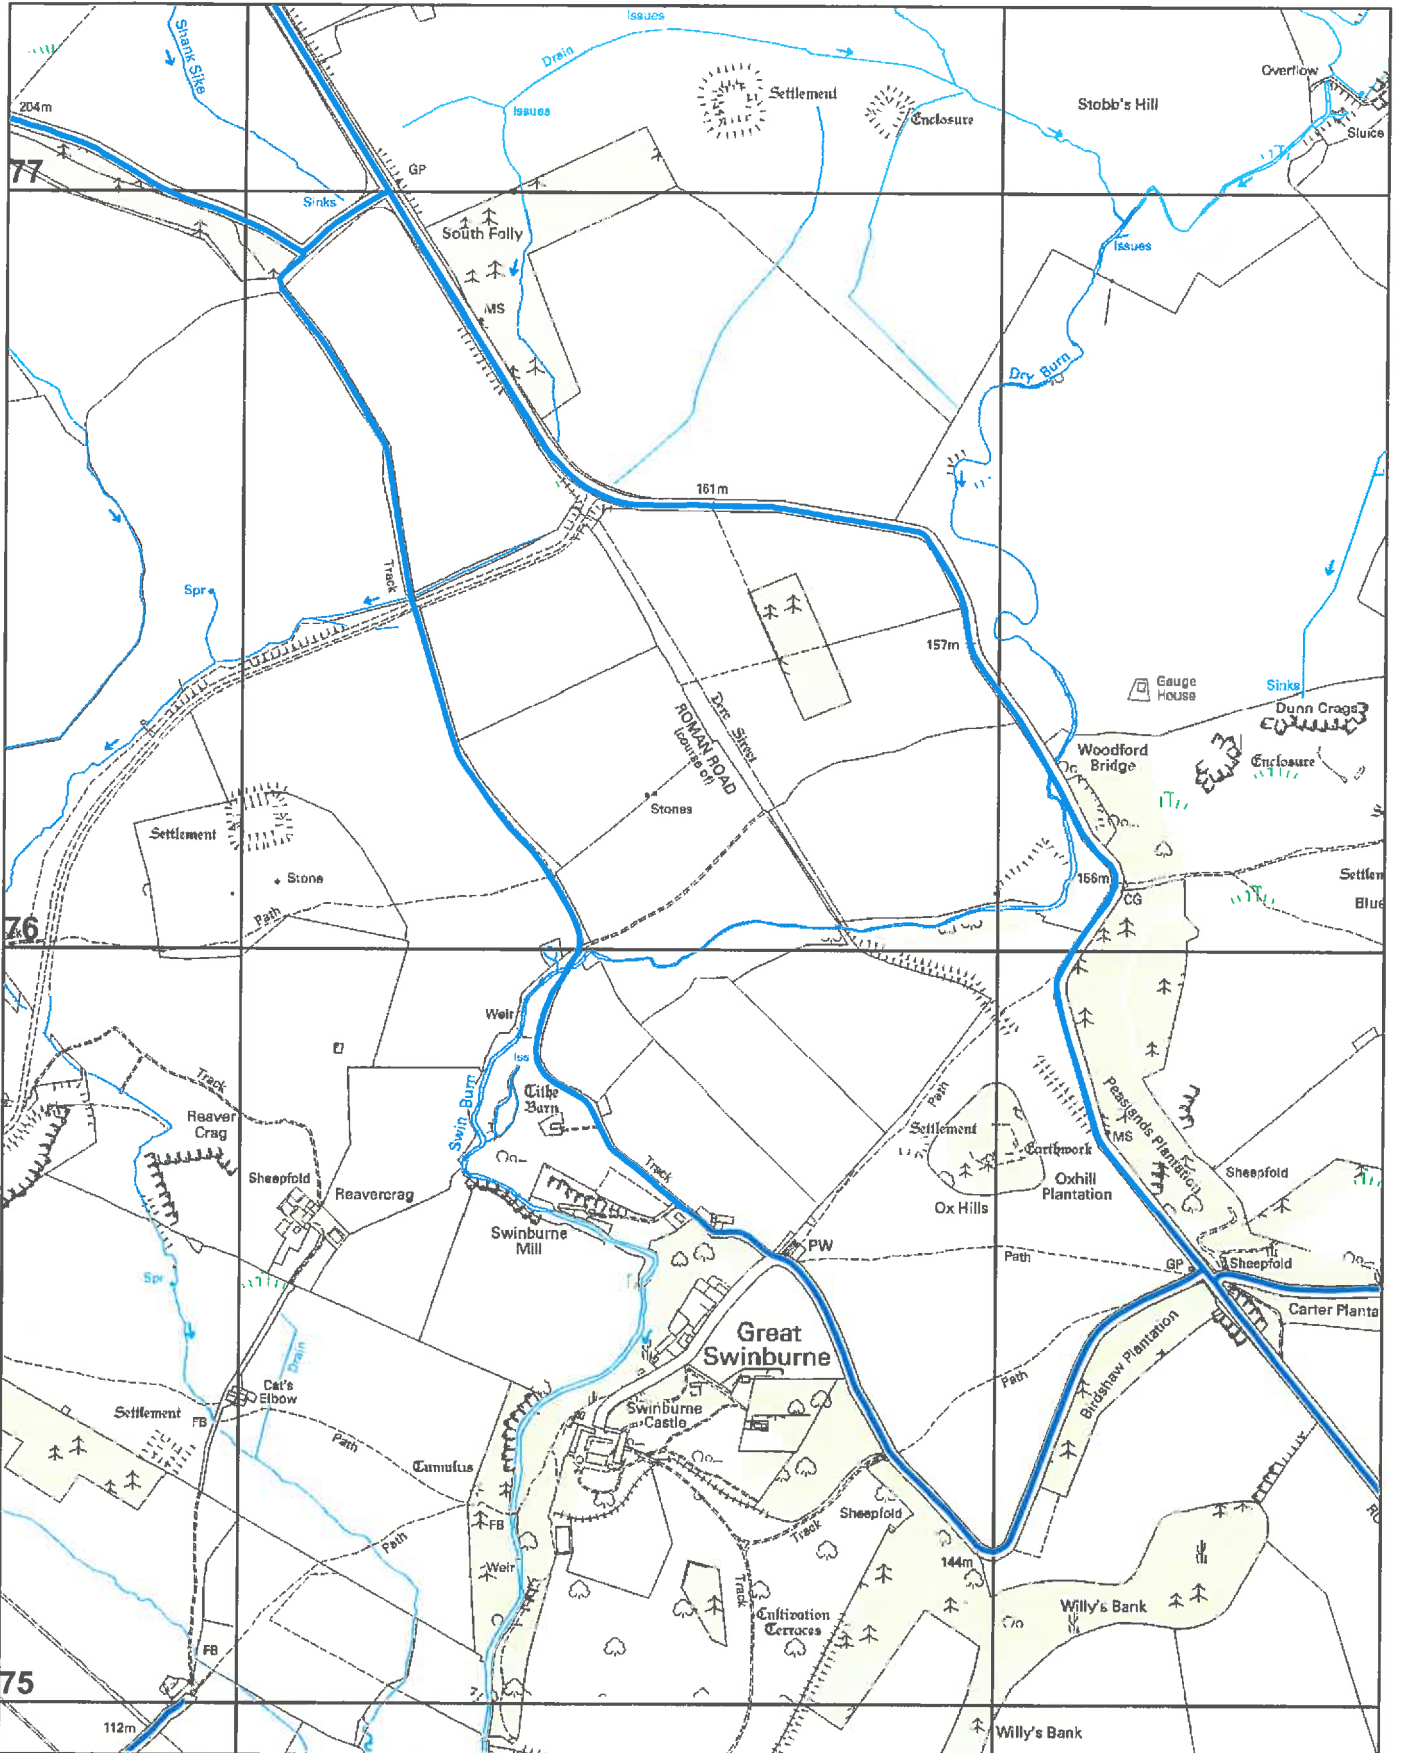 Issues
Shank Sike
Drain
Overflow
204m
Settlement
Stobb's Hill
Issues
Enclosure
Sluice
77
GP
Sinks
South Folly
Issues
MS
Dry Burn
161m
Track
Spr
157m
Gauge
House
Sinks
Dunn Crags
Dere Street
ROMAN ROAD
(course of)
Woodford
Bridge
Enclosure
Stones
Settlement
Stone
156m
CG
Settlem
Blue
Path
76
Weir
Iss
Track
Swin Burn
Tithe
Barn
Path
Peaslands Plantation
Reaver
Crag
Settlement
MS
Earthwork
Sheepfold
Track
Sheepfold
Reavercrag
Oxhill
Plantation
Ox Hills
Swinburne
Mill
PW
Path
GP
Sheepfold
Spr
Carter Planta
Great
Swinburne
Drain
Birdshaw Plantation
Path
Cat's
Elbow
Settlement
FB
Swinburne
Castle
Path
Tumulus
Sheepfold
FB
Track
Path
144m
Weir
Track
Cultivation
Terraces
Willy's Bank
FB
75
112m
Willy's Bank